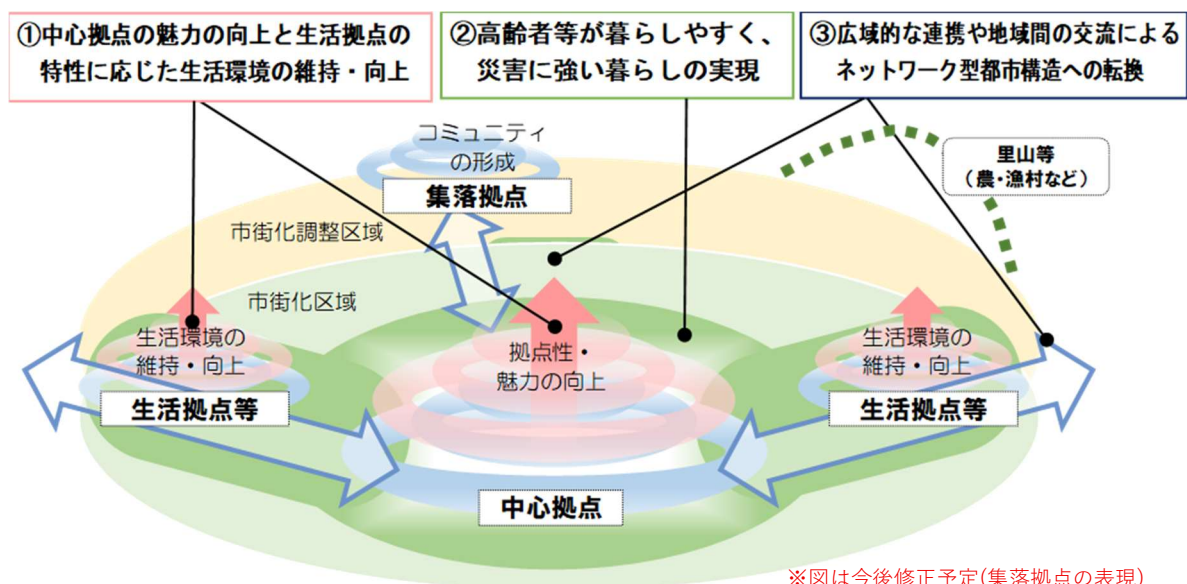 ①中心拠点の魅力の向上と生活拠点の
特性に応じた生活環境の維持・向上
②高齢者等が暮らしやすく、
災害に強い暮らしの実現
③広域的な連携や地域間の交流による
ネットワーク型都市構造への転換
コミュニティ
の形成
集落拠点
里山等
(農・漁村など)
市街化調整区域
市街化区域
生活環境の
維持・向上
生活拠点等
拠点性・
魅力の向上
生活環境の
維持・向上
生活拠点等
中心拠点
※図は今後修正予定(集落拠点の表現)